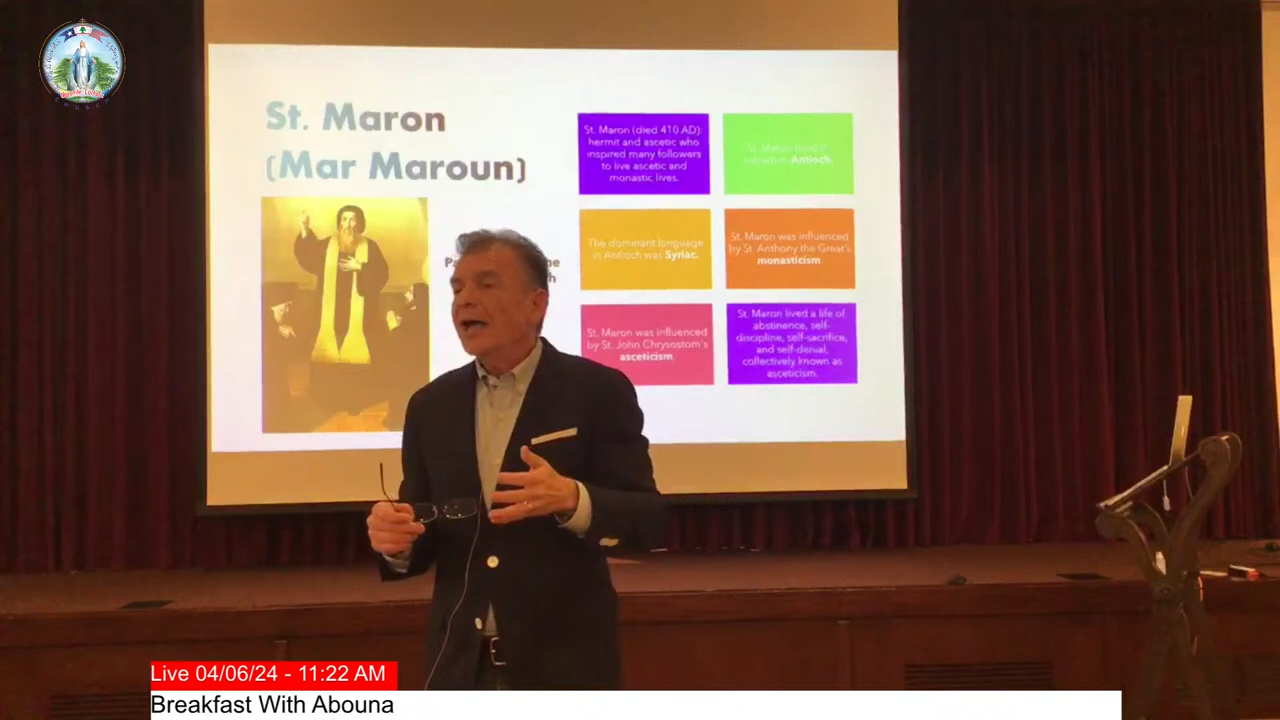 St. Maron
(Mar Maroun)
St. Maron (died 410 AD):
hermit and ascetic who
inspired many followers
to live ascetic and
monastic lives.
St. Maron
Antioch.
The dominant language
in Antioch was Syriac.
St. Maron was influenced
by St. Anthony the Great's
monasticism
St. Maron was influenced
by St. John Chrysostom's
asceticism.
St. Maron lived a life of
abstinence, self-
discipline, self-sacrifice,
and self-denial,
collectively known as
asceticism.
Live 04/06/24 - 11:22 AM
Breakfast With Abouna